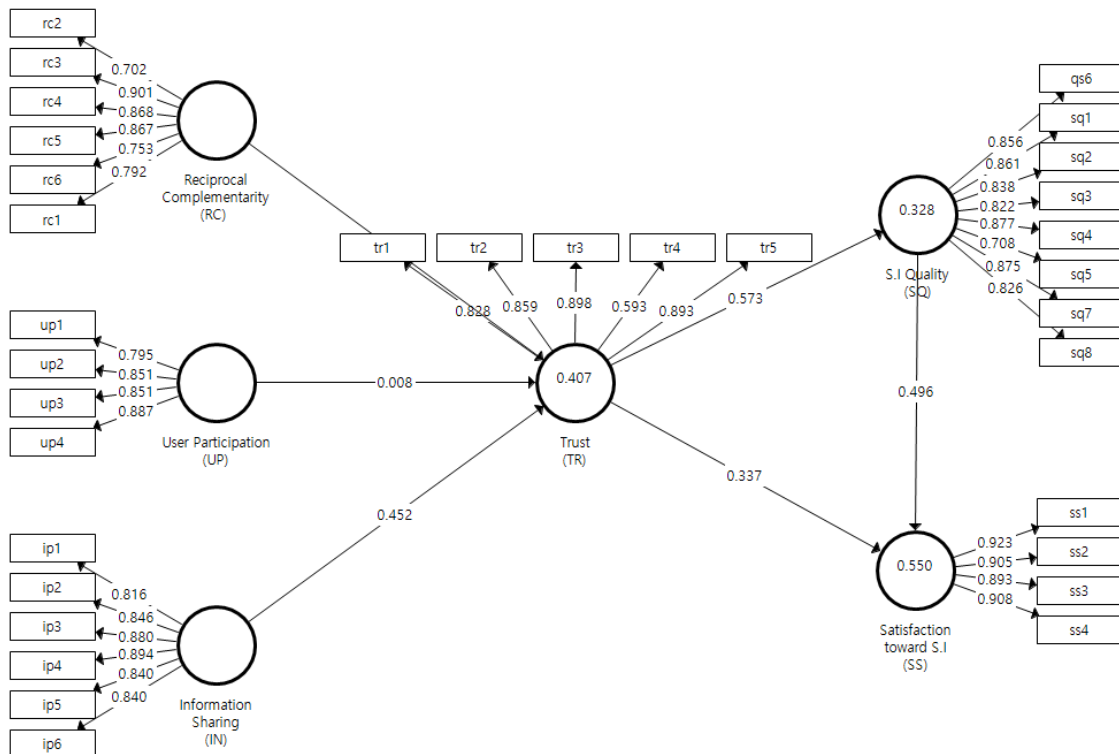 rc2
rc3
rc4
rc5
rc6
rc1
0.702
0.901
0.868
0.867
0.753
0.792
Reciprocal
Complementarity
(RC)
up1
up2
up3
up4
0.795
0.851
0.851
0.887
User Participation
(UP)
ip1
ip2
ip3
ip4
ip5
ip6
0.816
0.846
0.880
0.894
0.840
0.840
Information
Sharing
(IN)
0.008
0.452
tr1
tr2
tr3
tr4
tr5
0.828
0.859
0.898
0.593
0.893
0.407
Trust
(TR)
0.573
0.337
0.328
S.I Quality
(SQ)
0.496
qs6
sq1
sq2
sq3
sq4
sq5
sq7
sq8
0.856
0.861
0.838
0.822
0.877
0.708
0.875
0.826
0.550
Satisfaction
toward S.I
(SS)
ss1
ss2
ss3
ss4
0.923
0.905
0.893
0.908